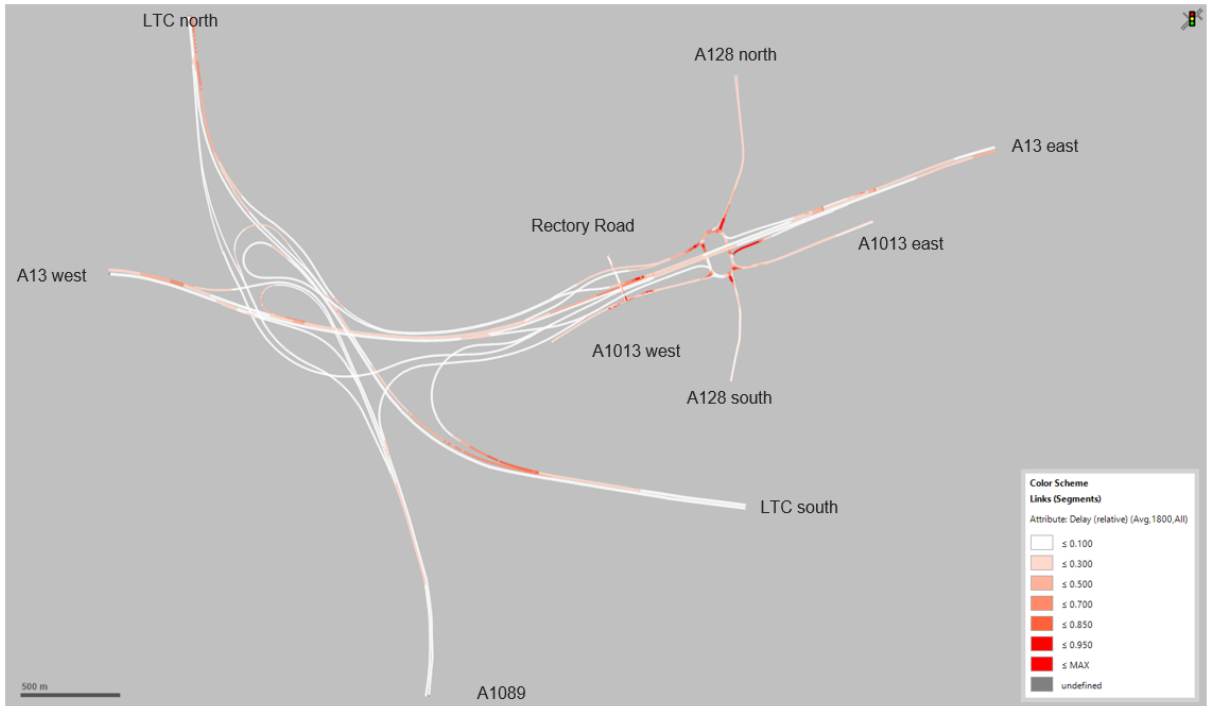 LTC north
A128 north
A13 east
Rectory Road
A1013 east
A13 west
A1013 west
A128 south
LTC south
Color Scheme
Links (Segments)
Attribute: Delay (relative) (Avg,1800,All)
≤ 0.100
≤ 0.300
≤ 0.500
≤ 0.700
≤ 0.850
≤ 0.950
≤ MAX
undefined
500 m
A1089